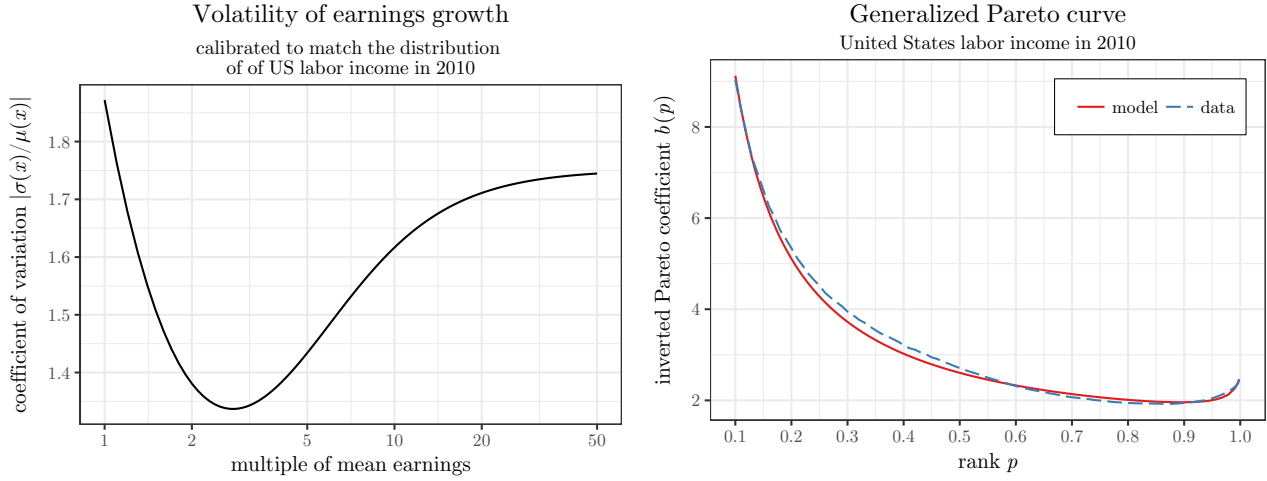 Volatility of earnings growth
calibrated to match the distribution
of of US labor income in 2010
coefficient of variation |σ(x)/μ(x)|
1.8
1.7
1.6
1.5
1.4
1 2 5 10 20 50
multiple of mean earnings
Generalized Pareto curve
United States labor income in 2010
inverted Pareto coefficient b(p)
model data
8
6
4
2
0.1 0.2 0.3 0.4 0.5 0.6 0.7 0.8 0.9 1.0
rank p